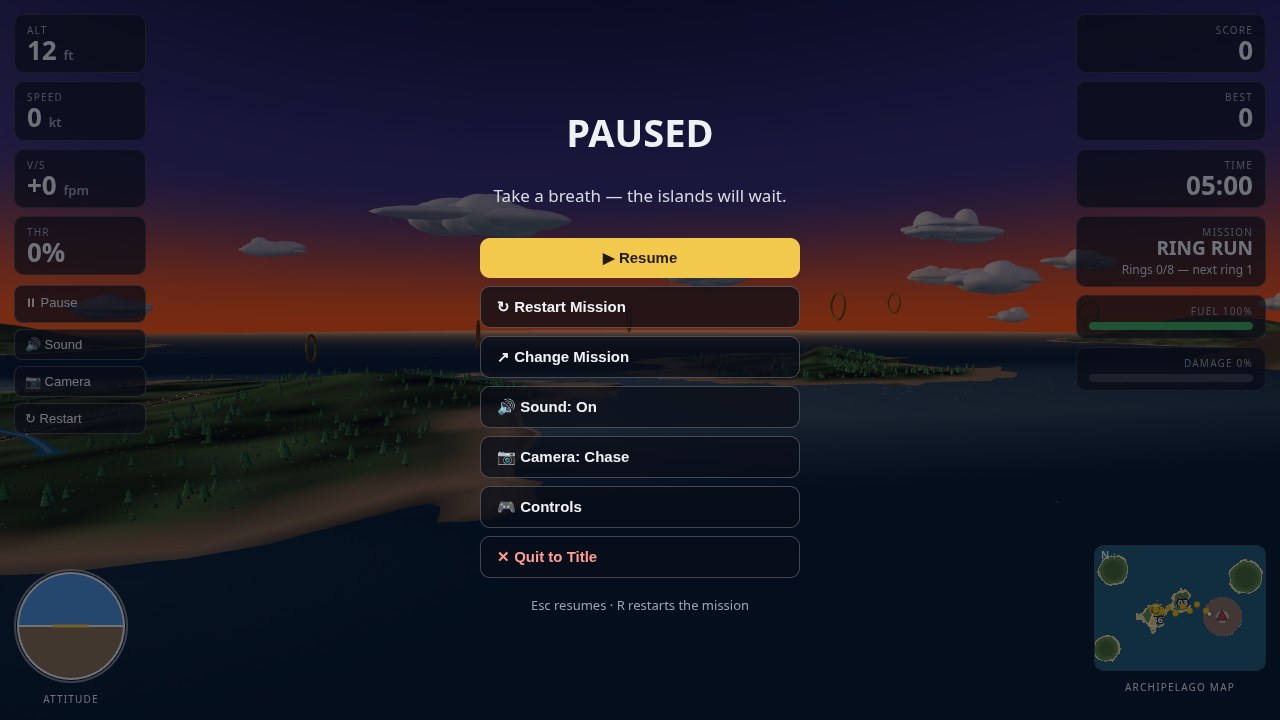 ALT
12 ft
SPEED
0 kt
V/S
+0 fpm
THR
0%
⏸ Pause
🔊 Sound
📷 Camera
↻ Restart
ATTITUDE
PAUSED
Take a breath — the islands will wait.
▶ Resume
↻ Restart Mission
↗ Change Mission
🔊 Sound: On
📷 Camera: Chase
🎮 Controls
✕ Quit to Title
Esc resumes · R restarts the mission
SCORE
0
BEST
0
TIME
05:00
MISSION
RING RUN
Rings 0/8 — next ring 1
FUEL 100%
DAMAGE 0%
N
ARCHIPELAGO MAP